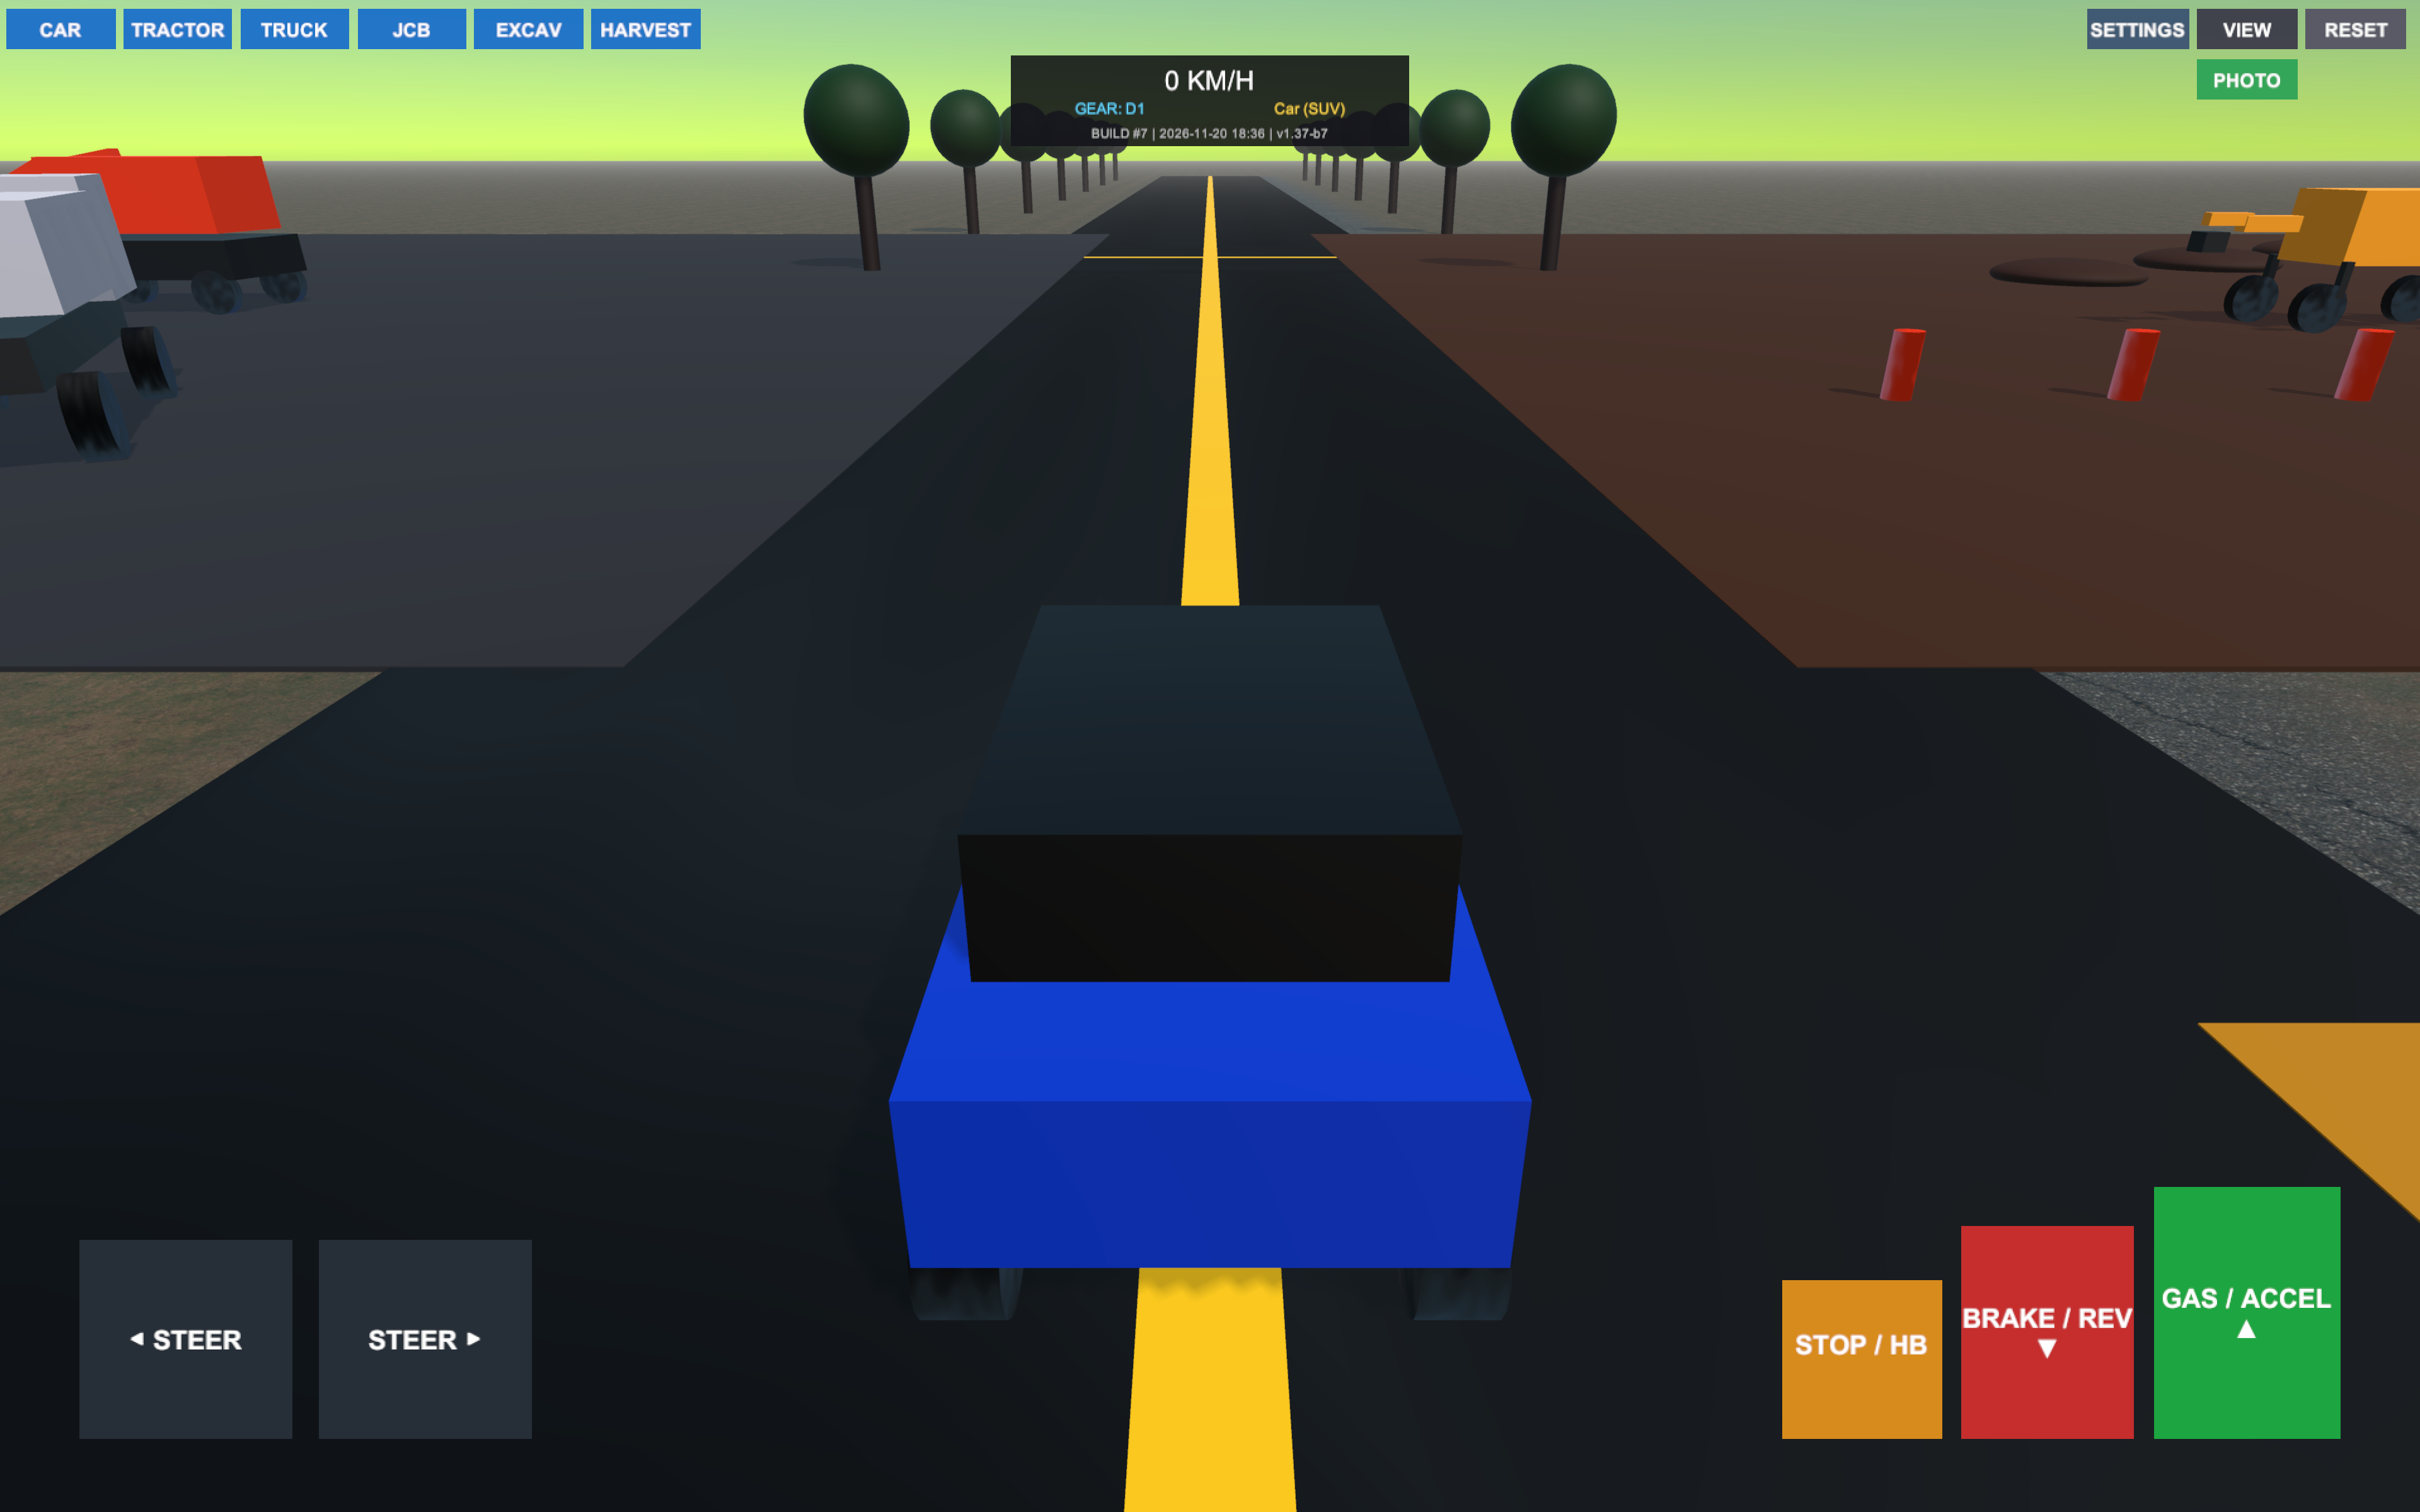 CAR TRACTOR TRUCK JCB EXCAV HARVEST
SETTINGS VIEW RESET
PHOTO
0 KM/H
GEAR: D1 Car (SUV)
BUILD #7 | 2026-11-20 18:36 | v1.37-b7
◄ STEER
STEER ►
STOP / HB
BRAKE / REV
▼
GAS / ACCEL
▲